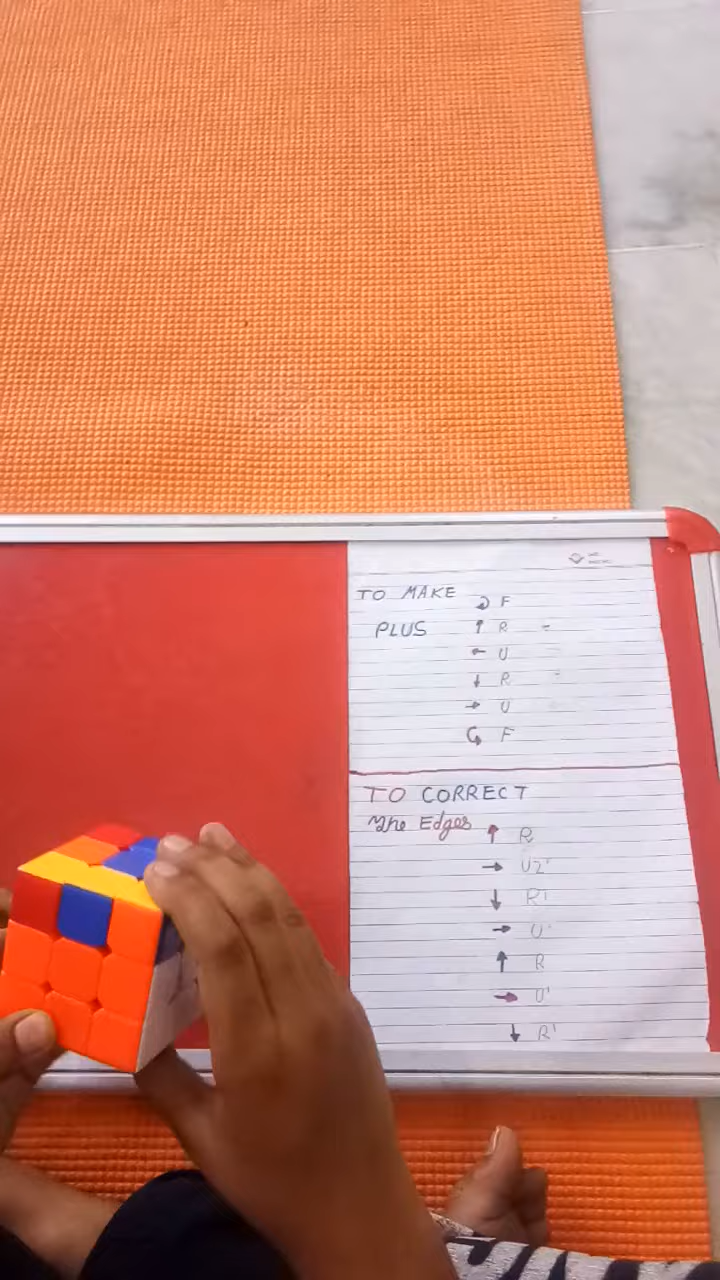 TO MAKE
PLUS
F
R
U
R
U
F
TO CORRECT
The Edges
R
U2'
R'
U'
R
U'
R'